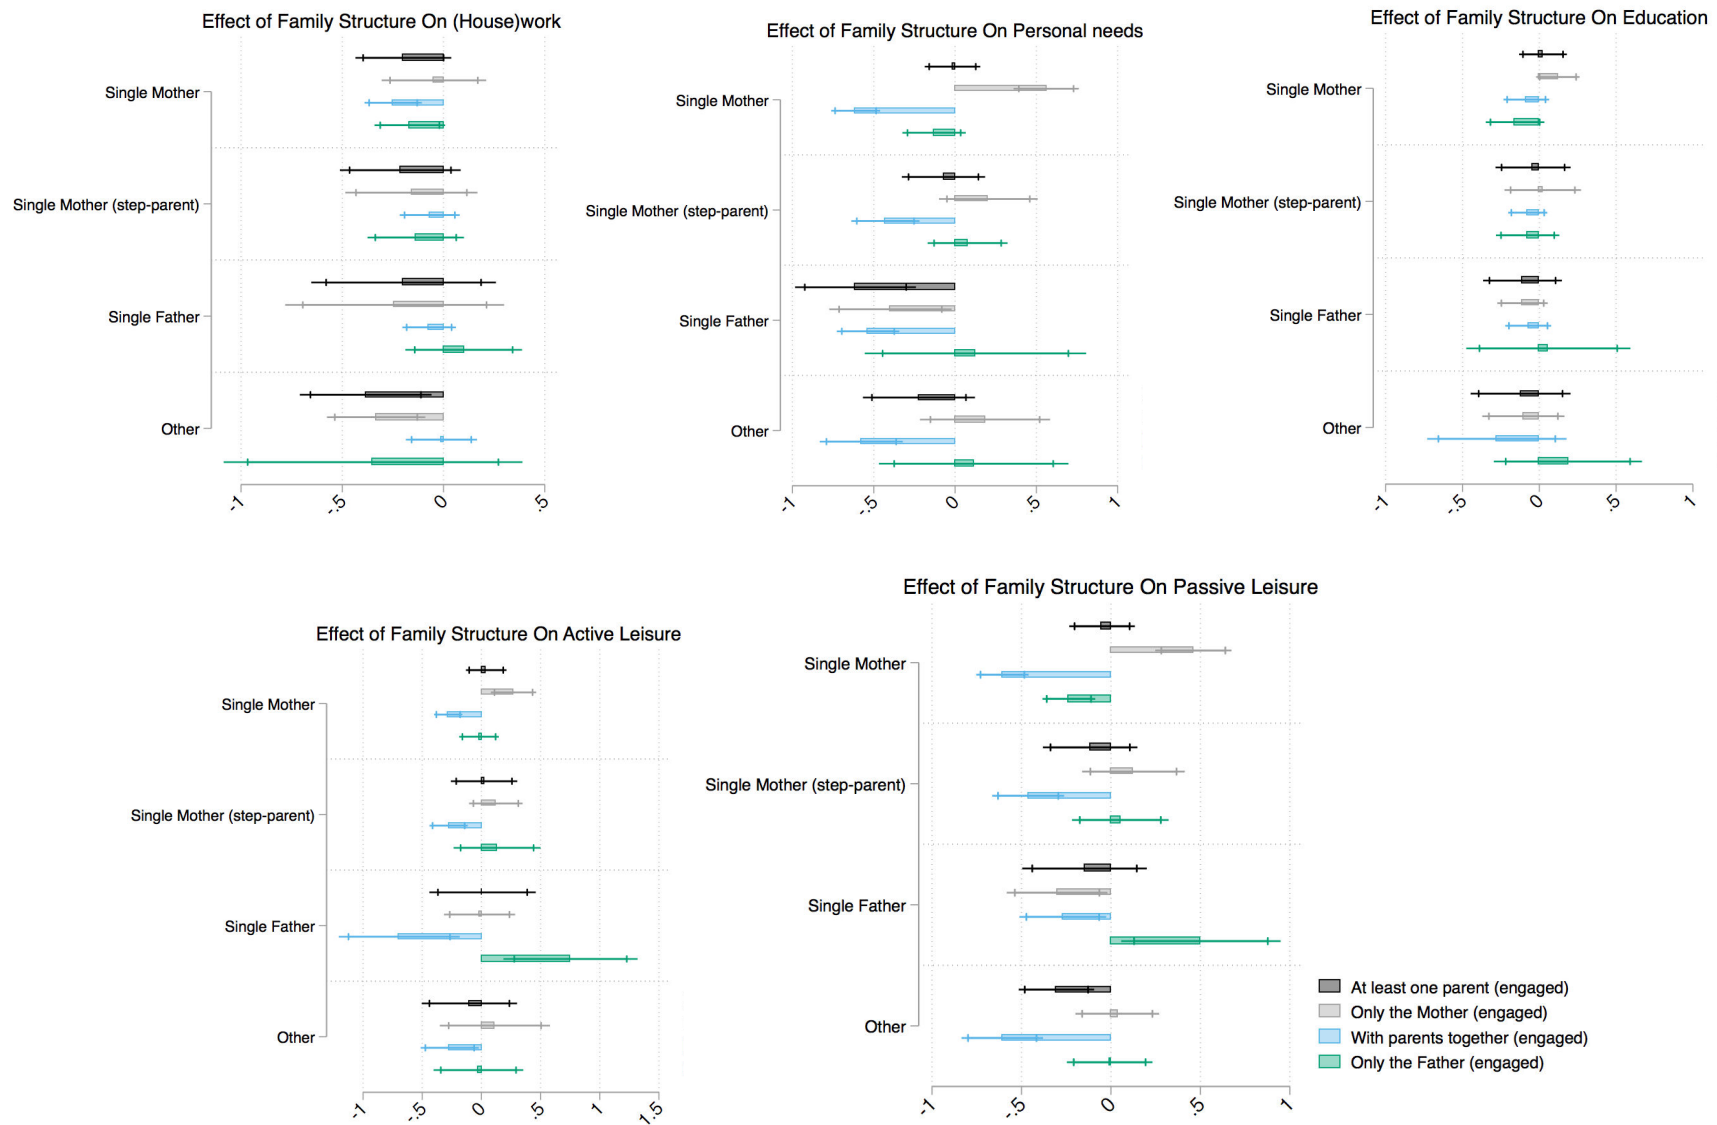 Effect of Family Structure On (House)work
Single Mother
Single Mother (step-parent)
Single Father
Other
-1
-.5
0
.5
Effect of Family Structure On Personal needs
Single Mother
Single Mother (step-parent)
Single Father
Other
-1
-.5
0
.5
1
Effect of Family Structure On Education
Single Mother
Single Mother (step-parent)
Single Father
Other
-1
-.5
0
.5
1
Effect of Family Structure On Active Leisure
Single Mother
Single Mother (step-parent)
Single Father
Other
-1
-.5
0
.5
1
1.5
Effect of Family Structure On Passive Leisure
Single Mother
Single Mother (step-parent)
Single Father
Other
-1
-.5
0
.5
1
At least one parent (engaged)
Only the Mother (engaged)
With parents together (engaged)
Only the Father (engaged)